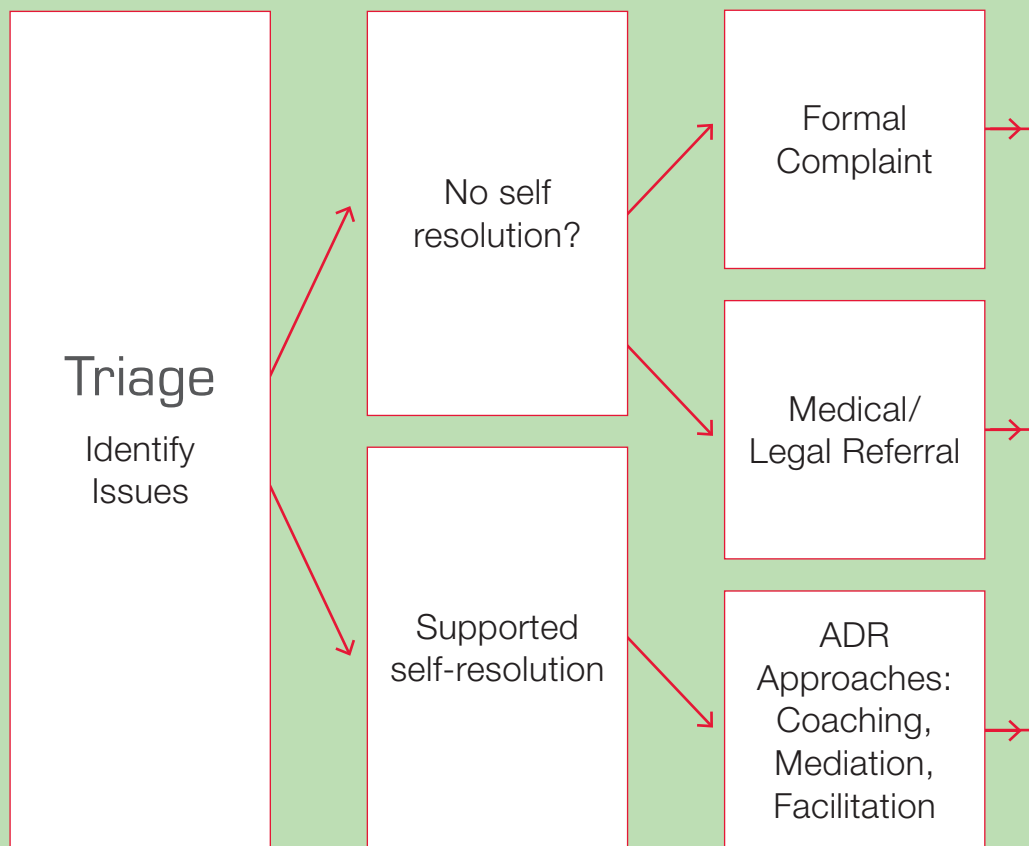 Triage
Identify
Issues
No self
resolution?
Supported
self-resolution
Formal
Complaint
Medical/
Legal Referral
ADR
Approaches:
Coaching,
Mediation,
Facilitation